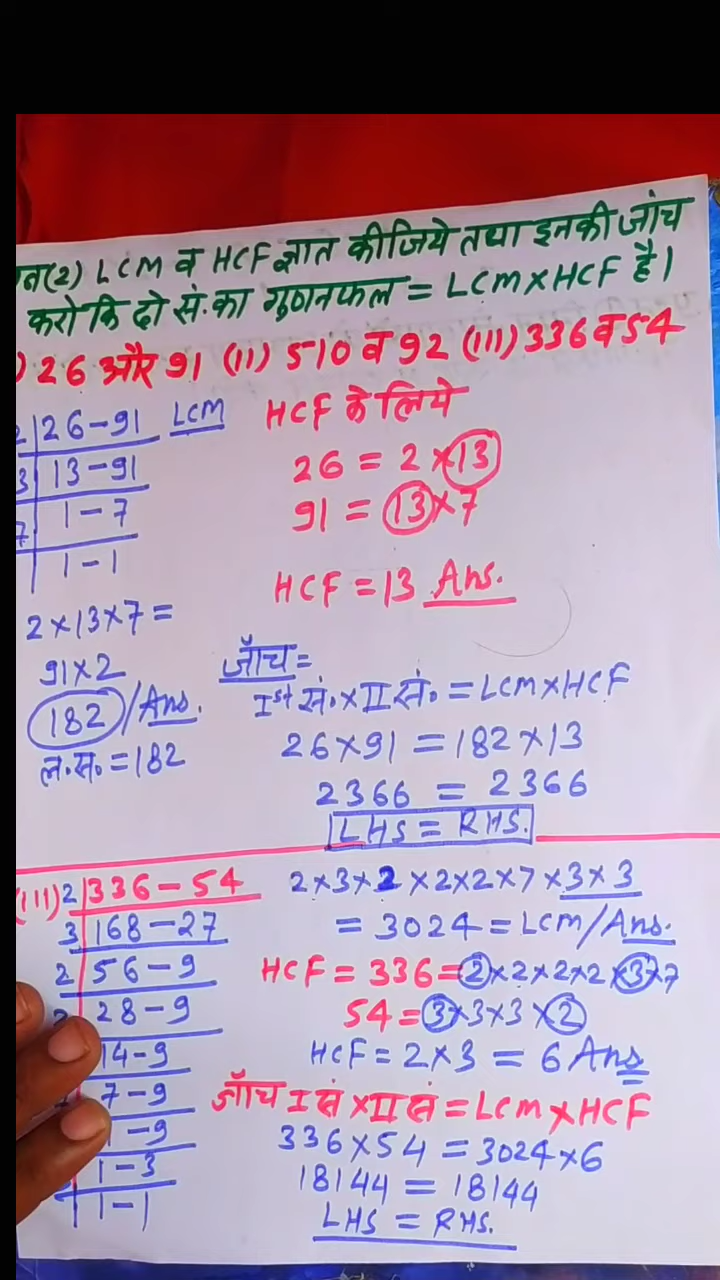 (2) LCM व HCF ज्ञात कीजिये तथा इनकी जांच
करो कि दो सं. का गुणनफल = LCM×HCF है।
) 26 और 91 (II) 510 व 92 (III) 336 व 54
2 | 26 - 91 LCM
3 | 13 - 91
7 | 1 - 7
| 1 - 1
2×13×7=
91×2
182 / Ans.
ल.स. = 182
HCF के लिये
26 = 2 × 13
91 = 13 × 7
HCF = 13 Ans.
जॉच=
Ist सं.×II सं. = LCM×HCF
26×91 = 182×13
2366 = 2366
LHS = RHS.
(III) 2 | 336 - 54
3 | 168 - 27
2 | 56 - 9
28 - 9
14 - 9
7 - 9
- 9
1 - 3
1 - 1
2×3×2×2×2×7×3×3
= 3024 = LCM/Ans.
HCF = 336 = 2×2×2×2×3×7
54 = 3×3×3×2
HCF = 2×3 = 6 Ans
जॉच I सं × II सं = LCM×HCF
336×54 = 3024×6
18144 = 18144
LHS = RHS.